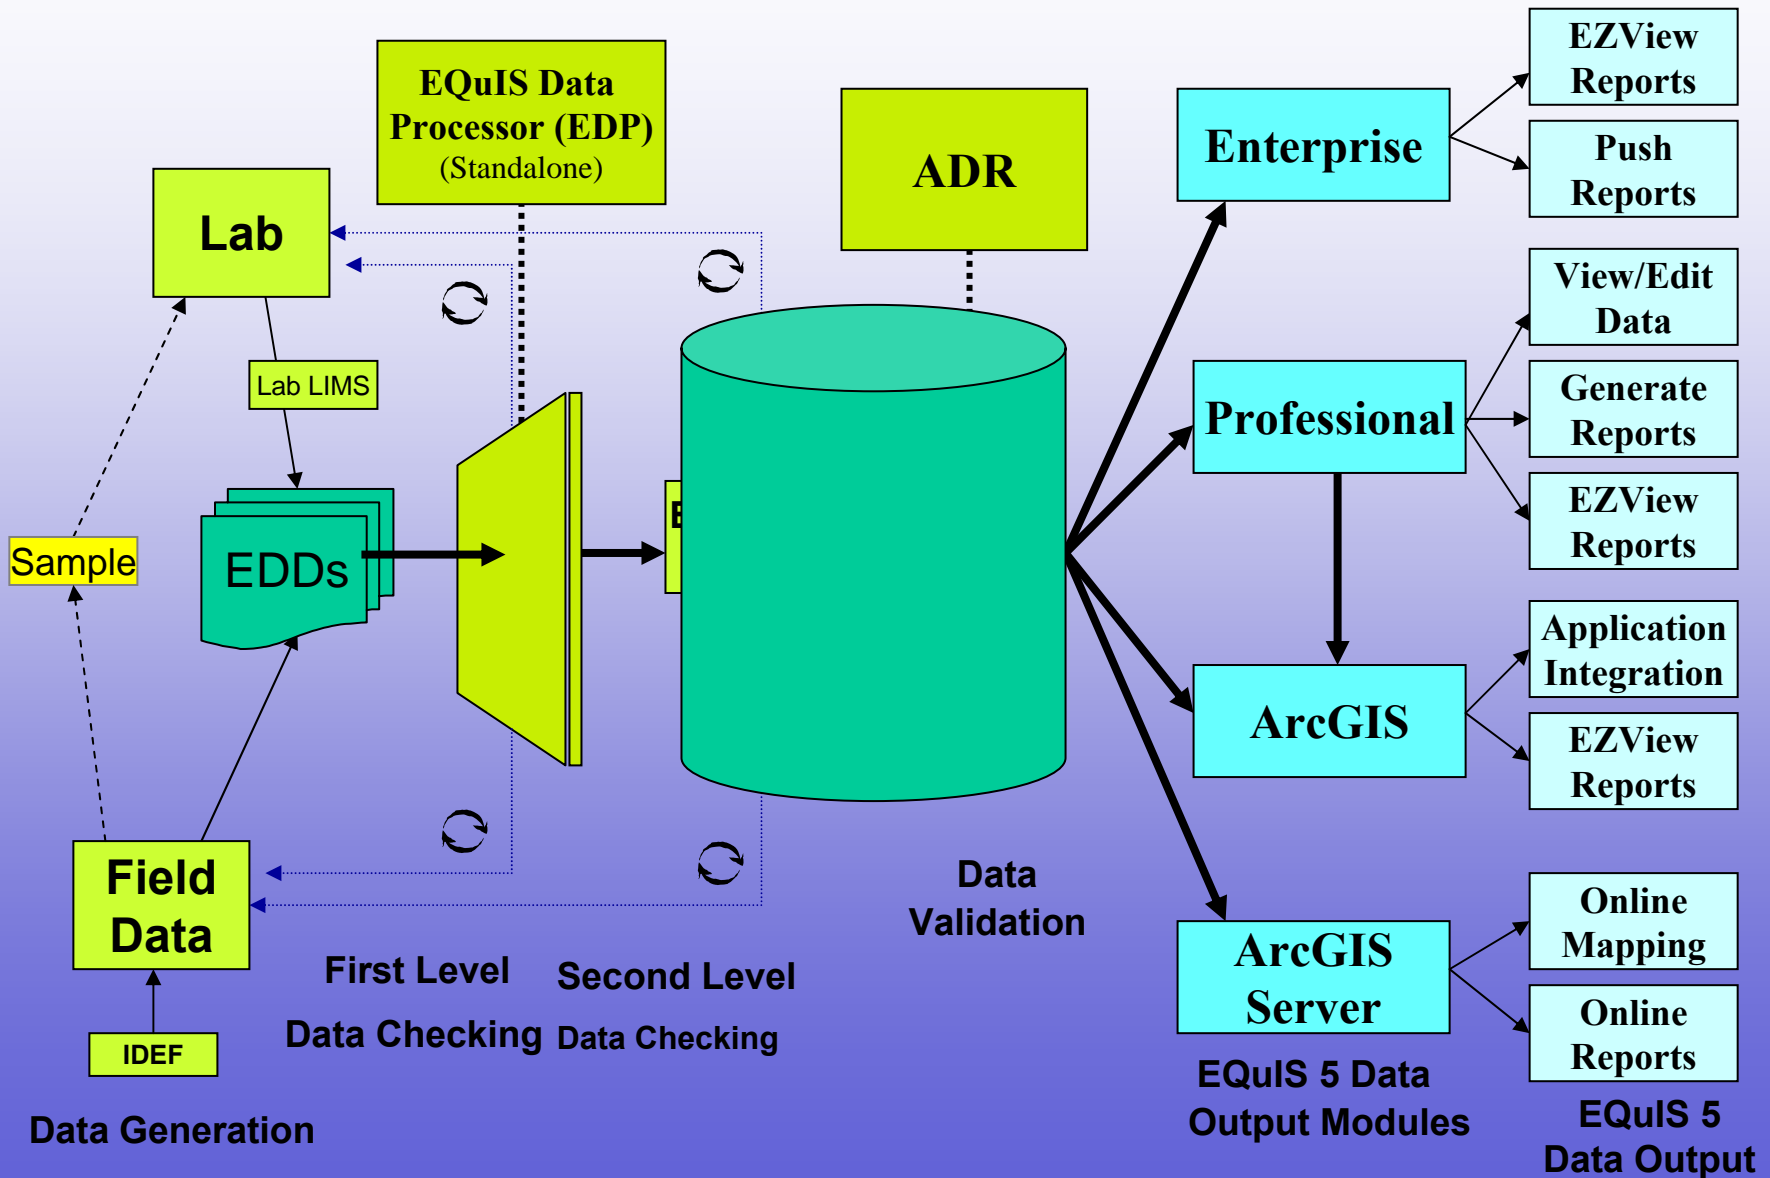 EQuIS Data
Processor (EDP)
(Standalone)
ADR
Lab
Lab LIMS
Sample
EDDs
Field
Data
IDEF
Data Generation
First Level
Data Checking
Second Level
Data Checking
Data
Validation
Enterprise
Professional
ArcGIS
ArcGIS
Server
EQuIS 5 Data
Output Modules
EZView
Reports
Push
Reports
View/Edit
Data
Generate
Reports
EZView
Reports
Application
Integration
EZView
Reports
Online
Mapping
Online
Reports
EQuIS 5
Data Output